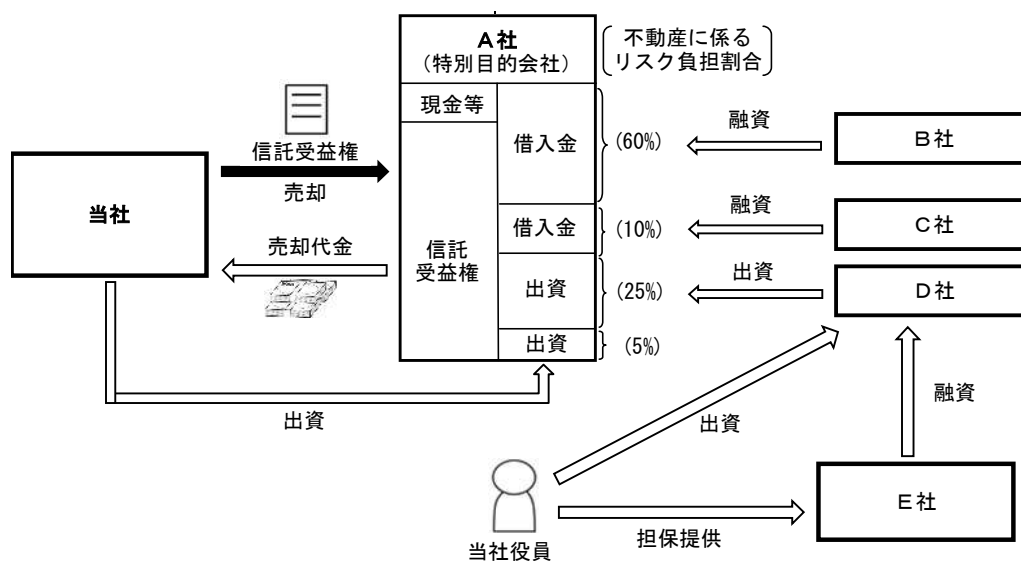 A社
(特別目的会社)
不動産に係る
リスク負担割合
現金等
信託
受益権
借入金
(60%)
借入金
(10%)
出資
(25%)
出資
(5%)
信託受益権
売却
当社
売却代金
出資
融資
B社
融資
C社
出資
D社
出資
融資
E社
担保提供
当社役員